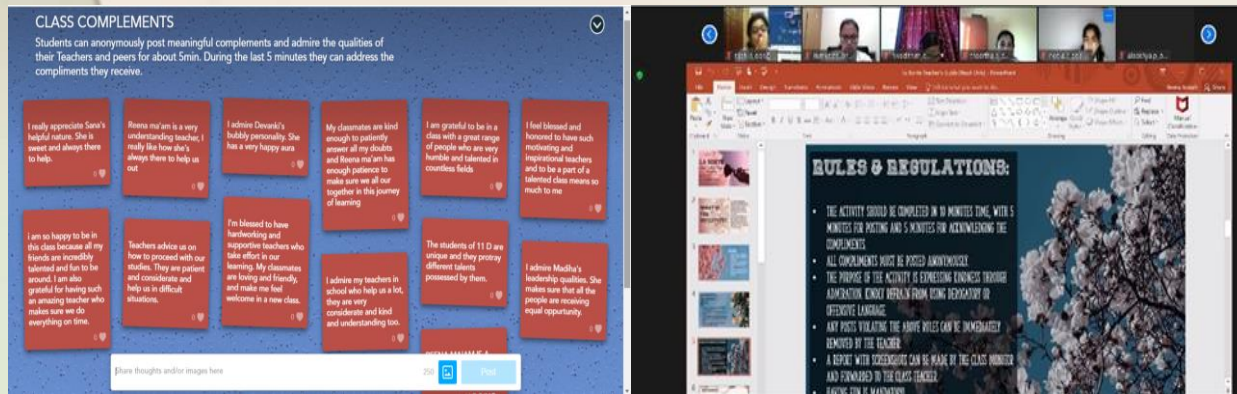 CLASS COMPLEMENTS
Students can anonymously post meaningful complements and admire the qualities of
their Teachers and peers for about 5min. During the last 5 minutes they can address the
compliments they receive.
I really appreciate Sana's
helpful nature. She is
sweet and always there
to help.
0
Reena ma'am is a very
understanding teacher, I
really like how she's
always there to help us
out
0
I admire Devanki's
bubbly personality. She
has a very happy aura
0
My classmates are kind
enough to patiently
answer all my doubts
and Reena ma'am has
enough patience to
make sure we all our
together in this journey
of learning
0
I am grateful to be in a
class with a great range
of people who are very
humble and talented in
countless fields
0
I feel blessed and
honored to have such
motivating and
inspirational teachers
and to be a part of a
talented class means so
much to me
0
i am so happy to be in
this class because all my
friends are incredibly
talented and fun to be
around. I am also
grateful for having such
an amazing teacher who
makes sure we do
everything on time.
0
Teachers advice us on
how to proceed with our
studies. They are patient
and considerate and
help us in difficult
situations.
0
I'm blessed to have
hardworking and
supportive teachers who
take effort in our
learning. My classmates
are loving and friendly,
and make me feel
welcome in a new class.
0
I admire my teachers in
school who help us a lot,
they are very
considerate and kind
and understanding too.
0
The students of 11 D are
unique and they protray
different talents
possessed by them.
0
I admire Madiha's
leadership qualities. She
makes sure that all the
people are receiving
equal oppurtunity.
0
Share thoughts and/or images here
250
Post
RULES & REGULATIONS:
• THE ACTIVITY SHOULD BE COMPLETED IN 10 MINUTES TIME, WITH 5
MINUTES FOR POSTING AND 5 MINUTES FOR ACKNOWLEDGING THE
COMPLIMENTS.
• ALL COMPLIMENTS MUST BE POSTED ANONYMOUSLY.
• THE PURPOSE OF THE ACTIVITY IS EXPRESSING KINDNESS THROUGH
ADMIRATION. KINDLY REFRAIN FROM USING DEROGATORY OR
OFFENSIVE LANGUAGE.
• ANY POSTS VIOLATING THE ABOVE RULES CAN BE IMMEDIATELY
REMOVED BY THE TEACHER.
• A REPORT WITH SCREENSHOTS CAN BE MADE BY THE CLASS MONITOR
AND FORWARDED TO THE CLASS TEACHER.
• HAVING FUN IS MANDATORY!